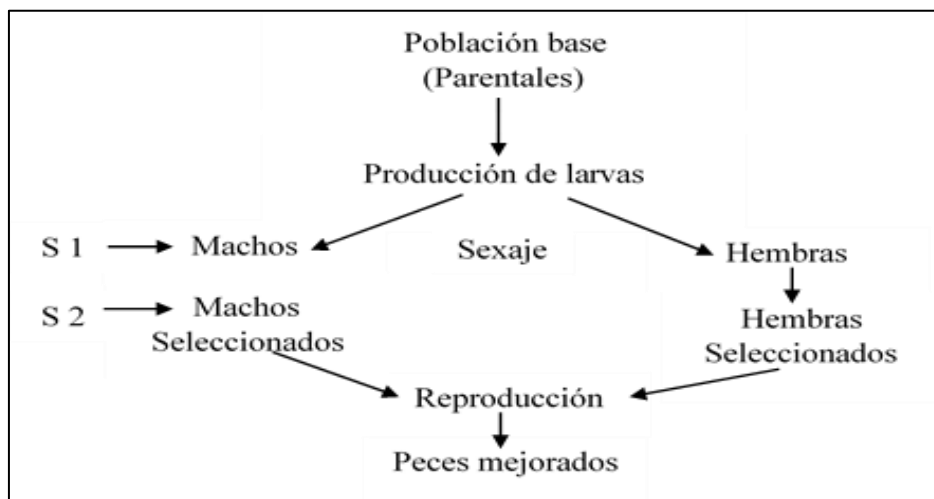 Población base
(Parentales)
Producción de larvas
S 1
Machos
Sexaje
Hembras
S 2
Machos
Seleccionados
Hembras
Seleccionados
Reproducción
Peces mejorados